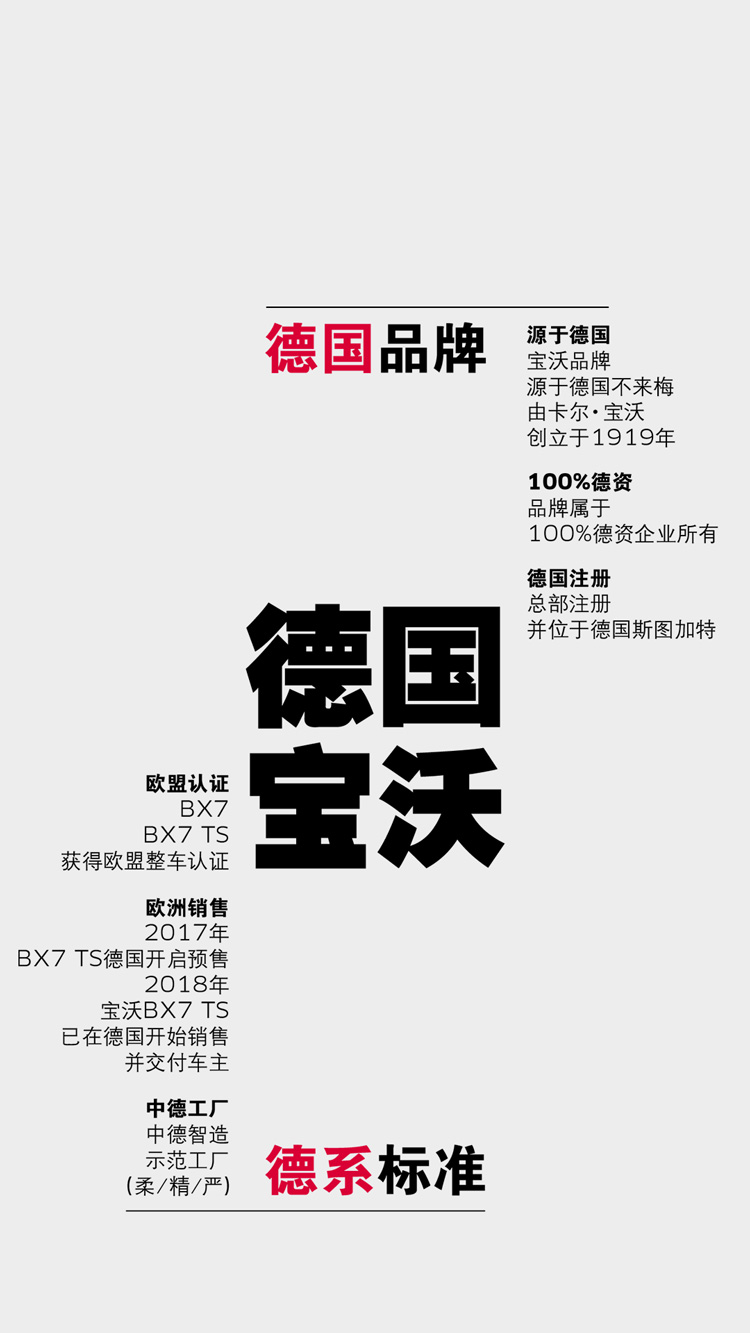 德国品牌
源于德国
宝沃品牌
源于德国不来梅
由卡尔·宝沃
创立于1919年
100%德资
品牌属于
100%德资企业所有
德国注册
总部注册
并位于德国斯图加特
德国
宝沃
欧盟认证
BX7
BX7 TS
获得欧盟整车认证
欧洲销售
2017年
BX7 TS德国开启预售
2018年
宝沃BX7 TS
已在德国开始销售
并交付车主
中德工厂
中德智造
示范工厂
(柔/精/严)
德系标准